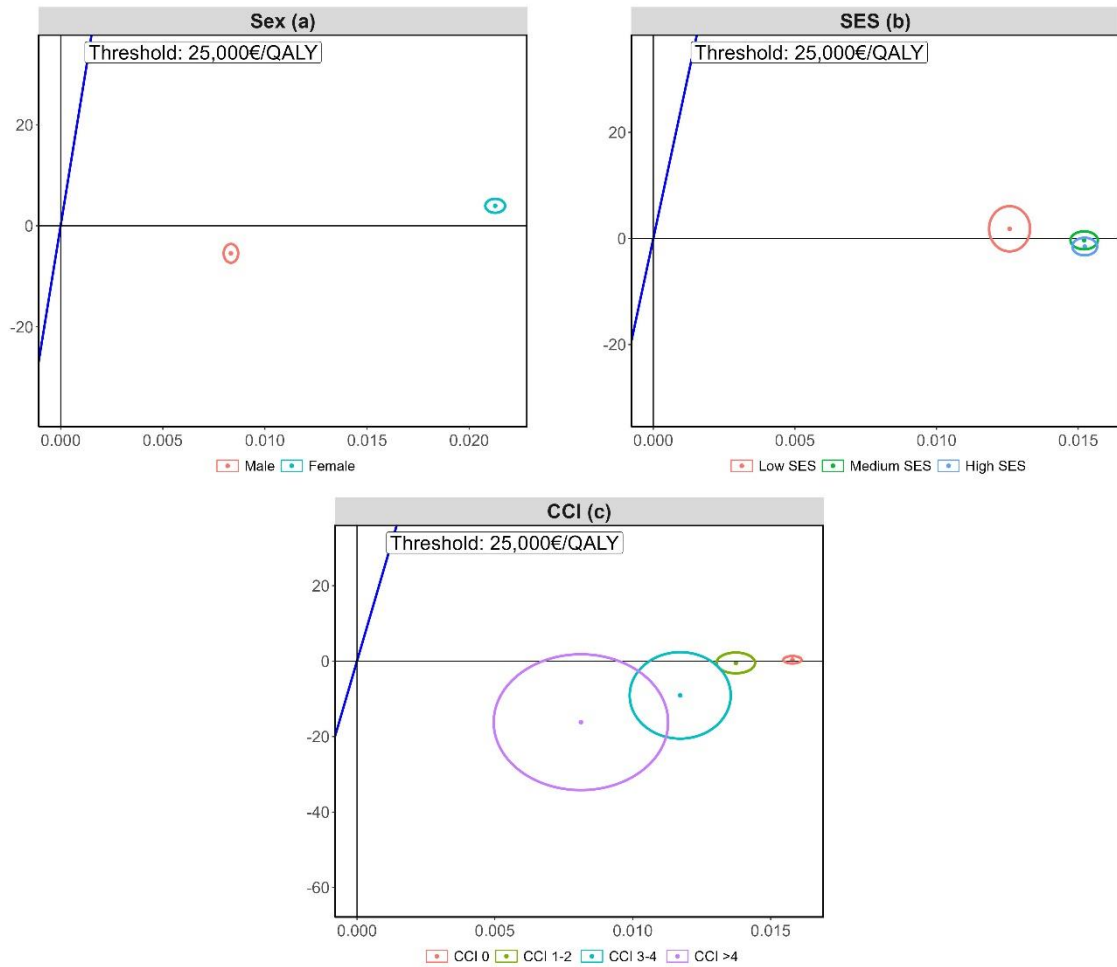 Sex (a)
Threshold: 25,000€/QALY
20
0
-20
0.000 0.005 0.010 0.015 0.020
Male Female
SES (b)
Threshold: 25,000€/QALY
20
0
-20
0.000 0.005 0.010 0.015
Low SES Medium SES High SES
CCI (c)
Threshold: 25,000€/QALY
20
0
-20
-40
-60
0.000 0.005 0.010 0.015
CCI 0 CCI 1-2 CCI 3-4 CCI >4